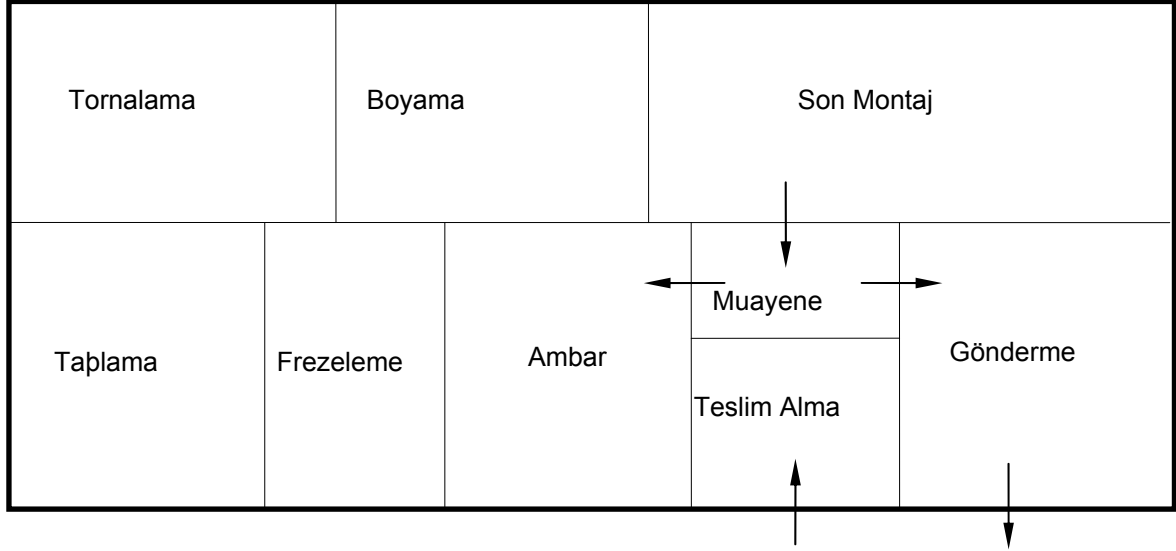 Tornalama
Boyama
Son Montaj
Muayene
Taþlama
Frezeleme
Ambar
Gönderme
Teslim Alma